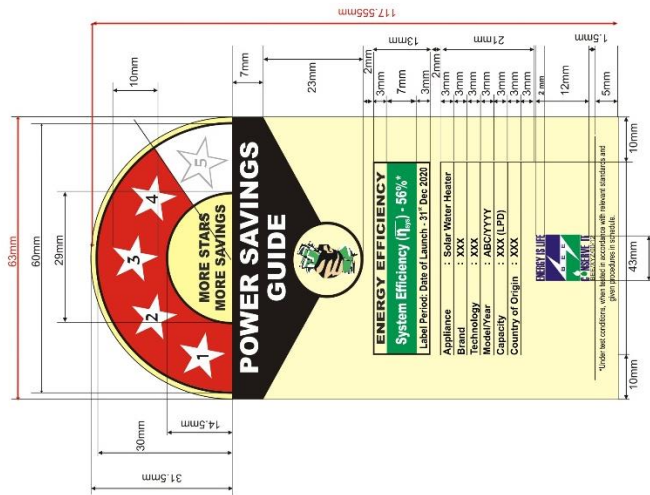 63mm
60mm
29mm
10mm
117.555mm
31.5mm
30mm
14.5mm
1
2
3
4
5
MORE STARS
MORE SAVINGS
POWER SAVINGS
GUIDE
7mm
23mm
ENERGY EFFICIENCY
System Efficiency (ηsys) - 56%*
Label Period: Date of Launch - 31st Dec 2020
2mm
3mm
7mm
3mm
13mm
2mm
Appliance : Solar Water Heater
Brand : XXX
Technology : XXX
Model/Year : ABC/YYYY
Capacity : XXX (LPD)
Country of Origin : XXX
3mm
3mm
3mm
3mm
3mm
3mm
3mm
21mm
ENERGY IS LIFE
BEE
CONSERVE IT
2 mm
12mm
1.5mm
*Under test conditions, when tested in accordance with relevant standards and
given procedures in schedule.
5mm
10mm
43mm
10mm